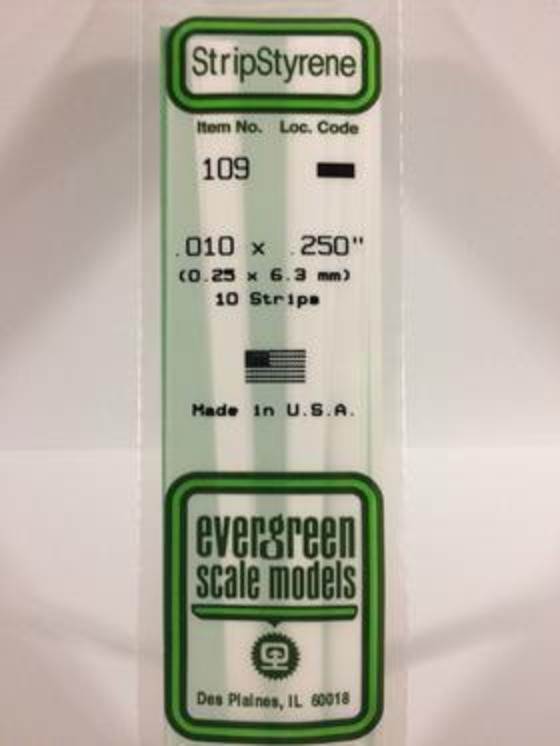 StripStyrene
Item No. Loc. Code
109
.010 x .250"
(0.25 x 6.3 mm)
10 Strips
Made in U.S.A.
evergreen
scale models
Des Plaines, IL 60018